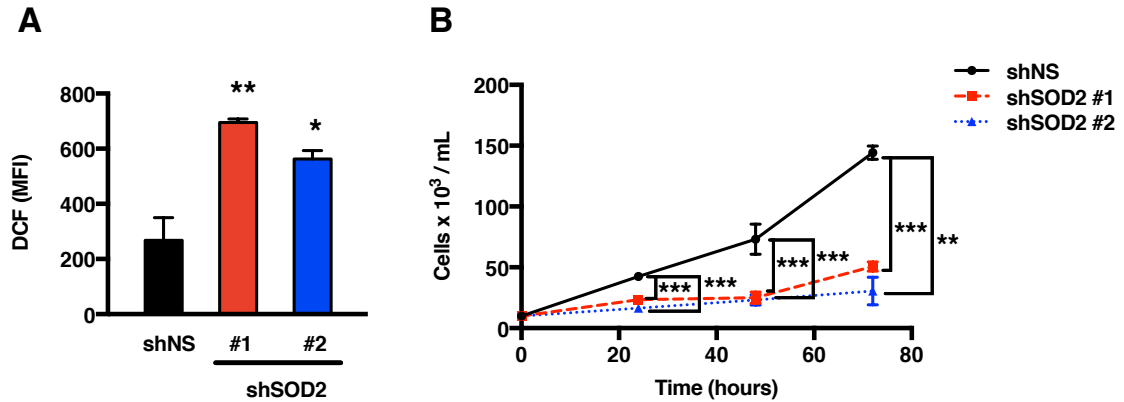 A
DCF (MFI)
800
600
400
200
0
**
*
shNS
#1
#2
shSOD2
B
Cells x 10³ / mL
200
150
100
50
0
0
20
40
60
80
Time (hours)
shNS
shSOD2 #1
shSOD2 #2
***
***
***
***
***
**